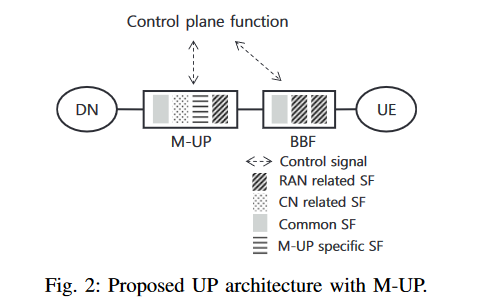 Control plane function
DN
UE
M-UP
BBF
Control signal
RAN related SF
CN related SF
Common SF
M-UP specific SF
Fig. 2: Proposed UP architecture with M-UP.